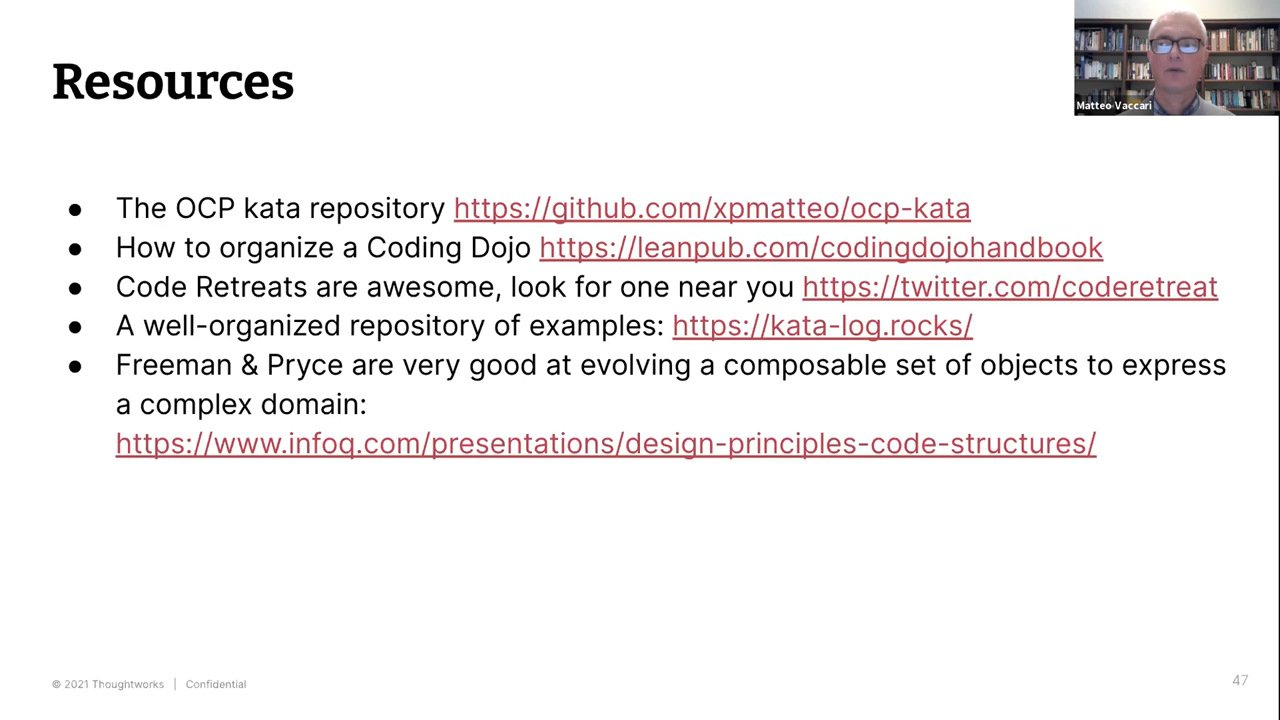 Resources
Matteo Vaccari
● The OCP kata repository https://github.com/xpmatteo/ocp-kata
● How to organize a Coding Dojo https://leanpub.com/codingdojohandbook
● Code Retreats are awesome, look for one near you https://twitter.com/coderetreat
● A well-organized repository of examples: https://kata-log.rocks/
● Freeman & Pryce are very good at evolving a composable set of objects to express
a complex domain:
https://www.infoq.com/presentations/design-principles-code-structures/
© 2021 Thoughtworks | Confidential
47